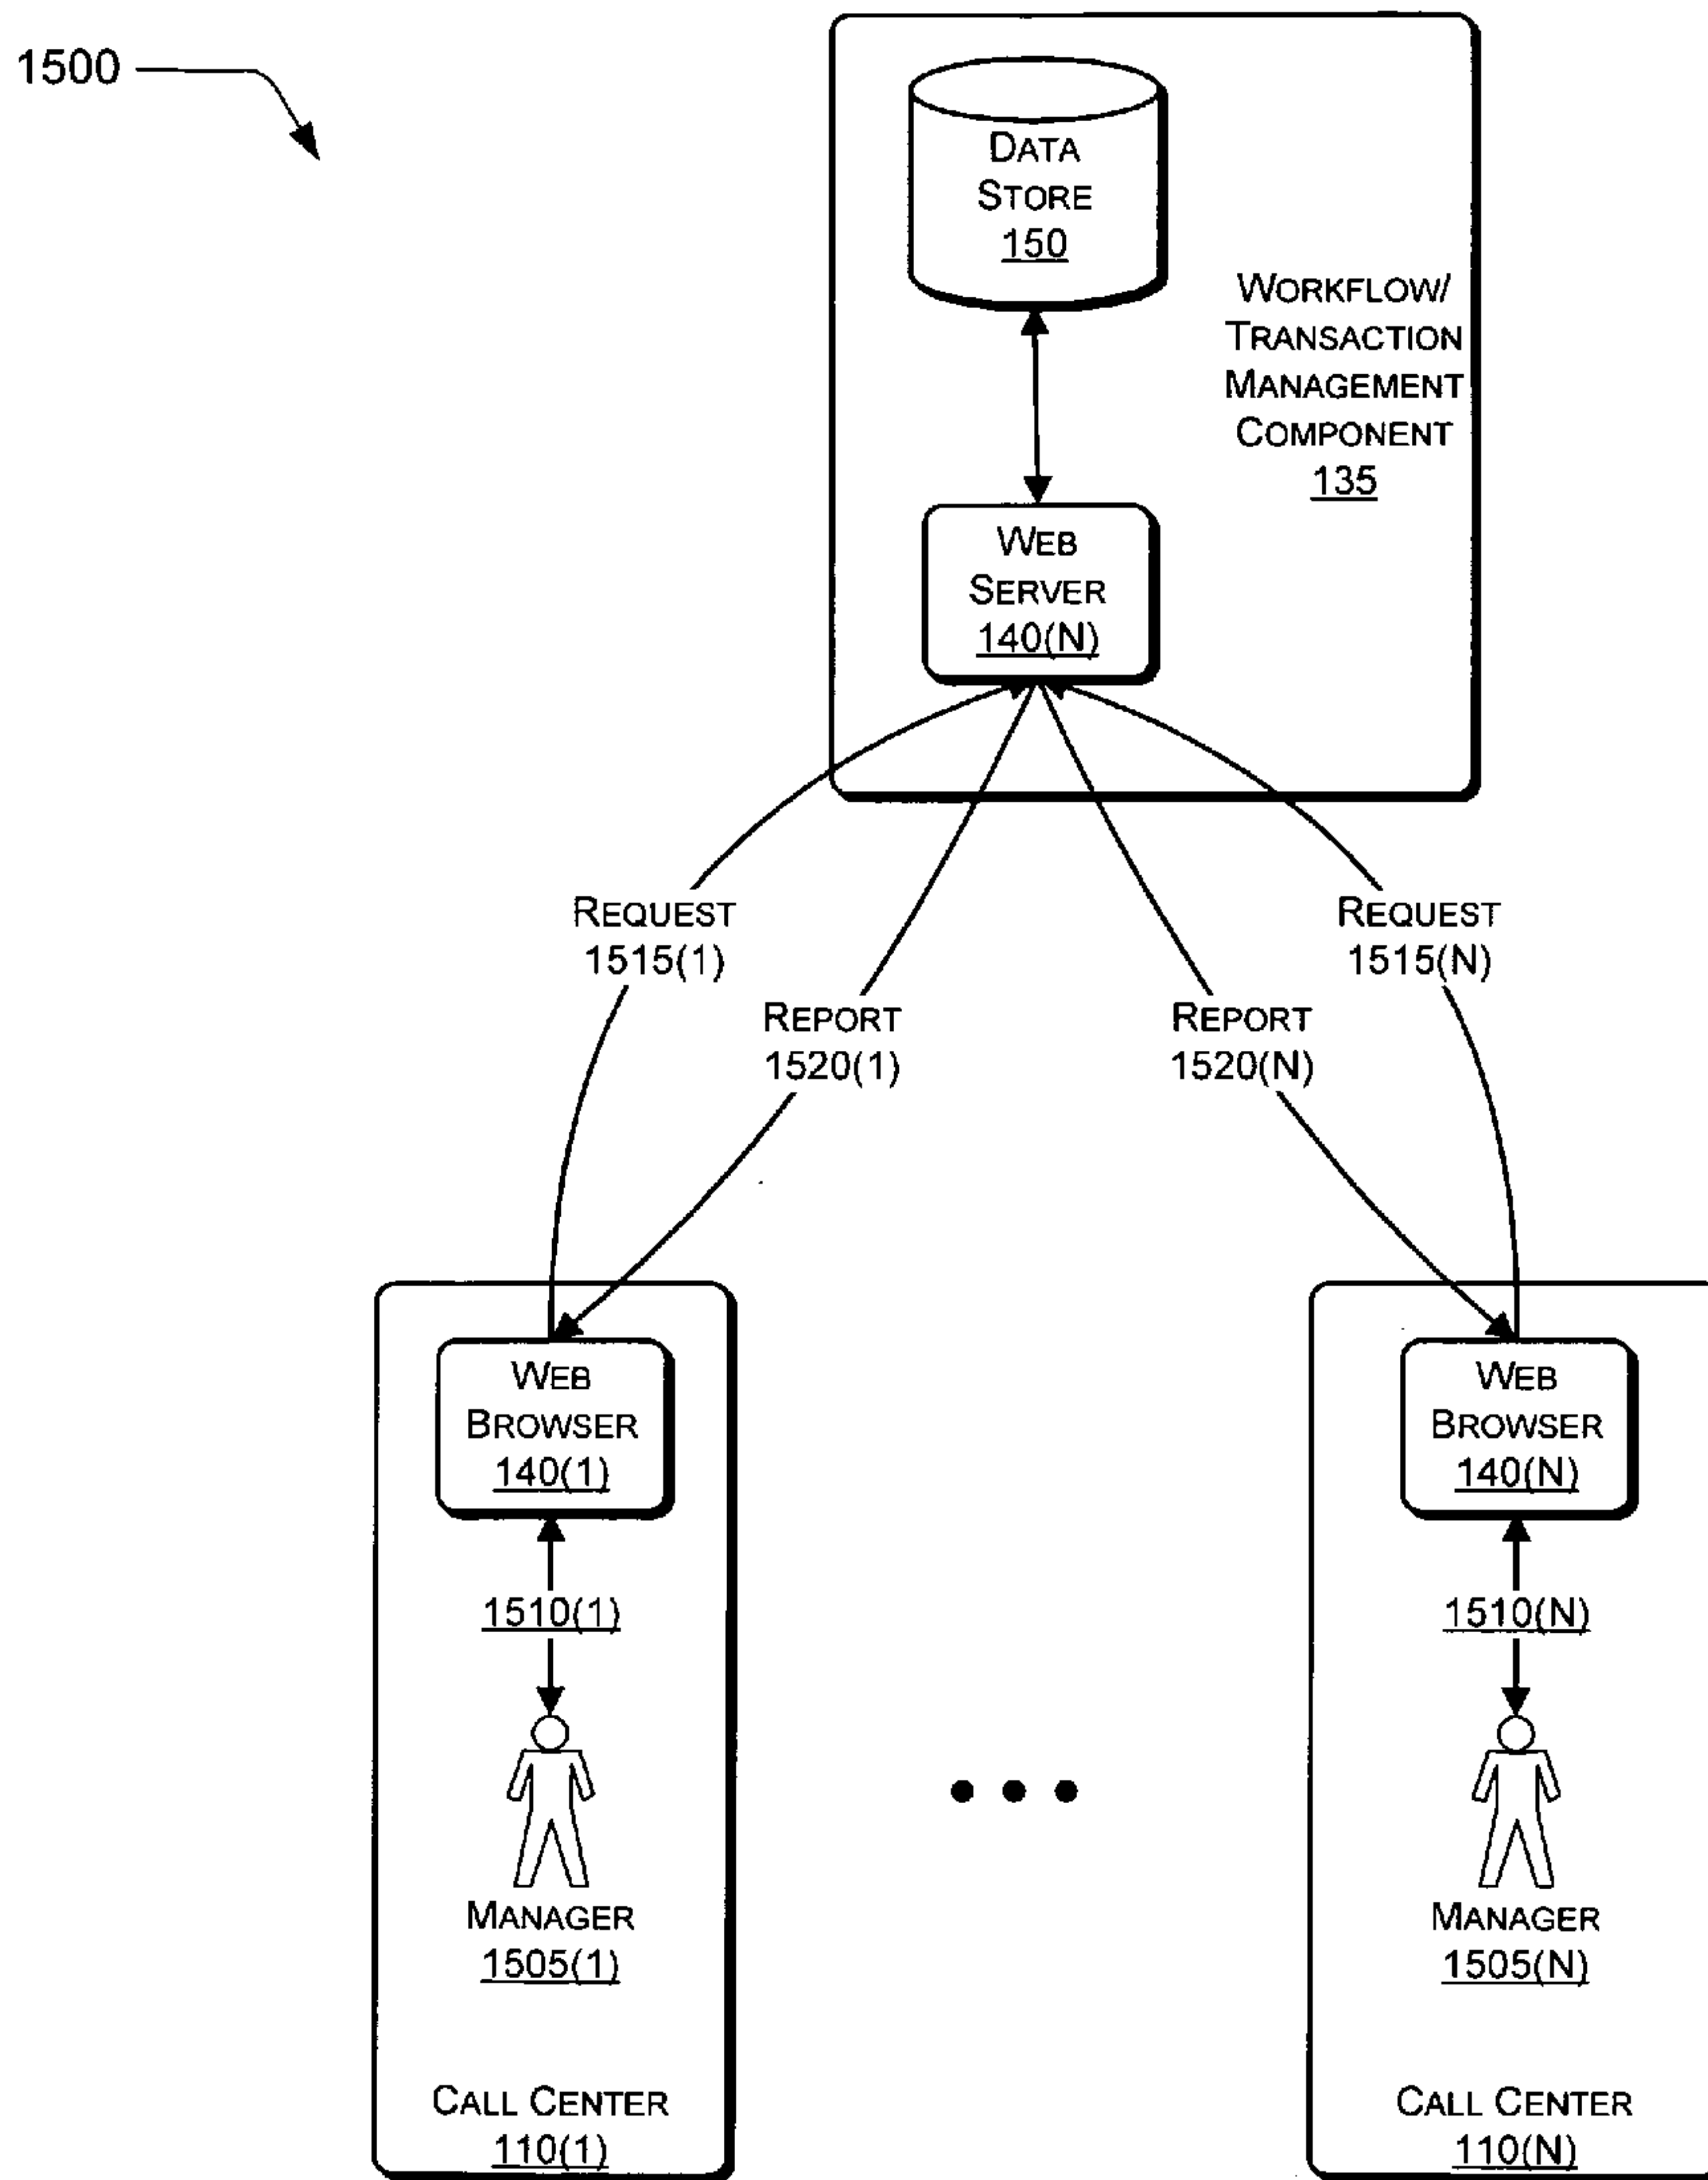 1500
DATA
STORE
150
WORKFLOW/
TRANSACTION
MANAGEMENT
COMPONENT
135
WEB
SERVER
140(N)
REQUEST
1515(1)
REQUEST
1515(N)
REPORT
1520(1)
REPORT
1520(N)
WEB
BROWSER
140(1)
1510(1)
MANAGER
1505(1)
CALL CENTER
110(1)
WEB
BROWSER
140(N)
1510(N)
MANAGER
1505(N)
CALL CENTER
110(N)